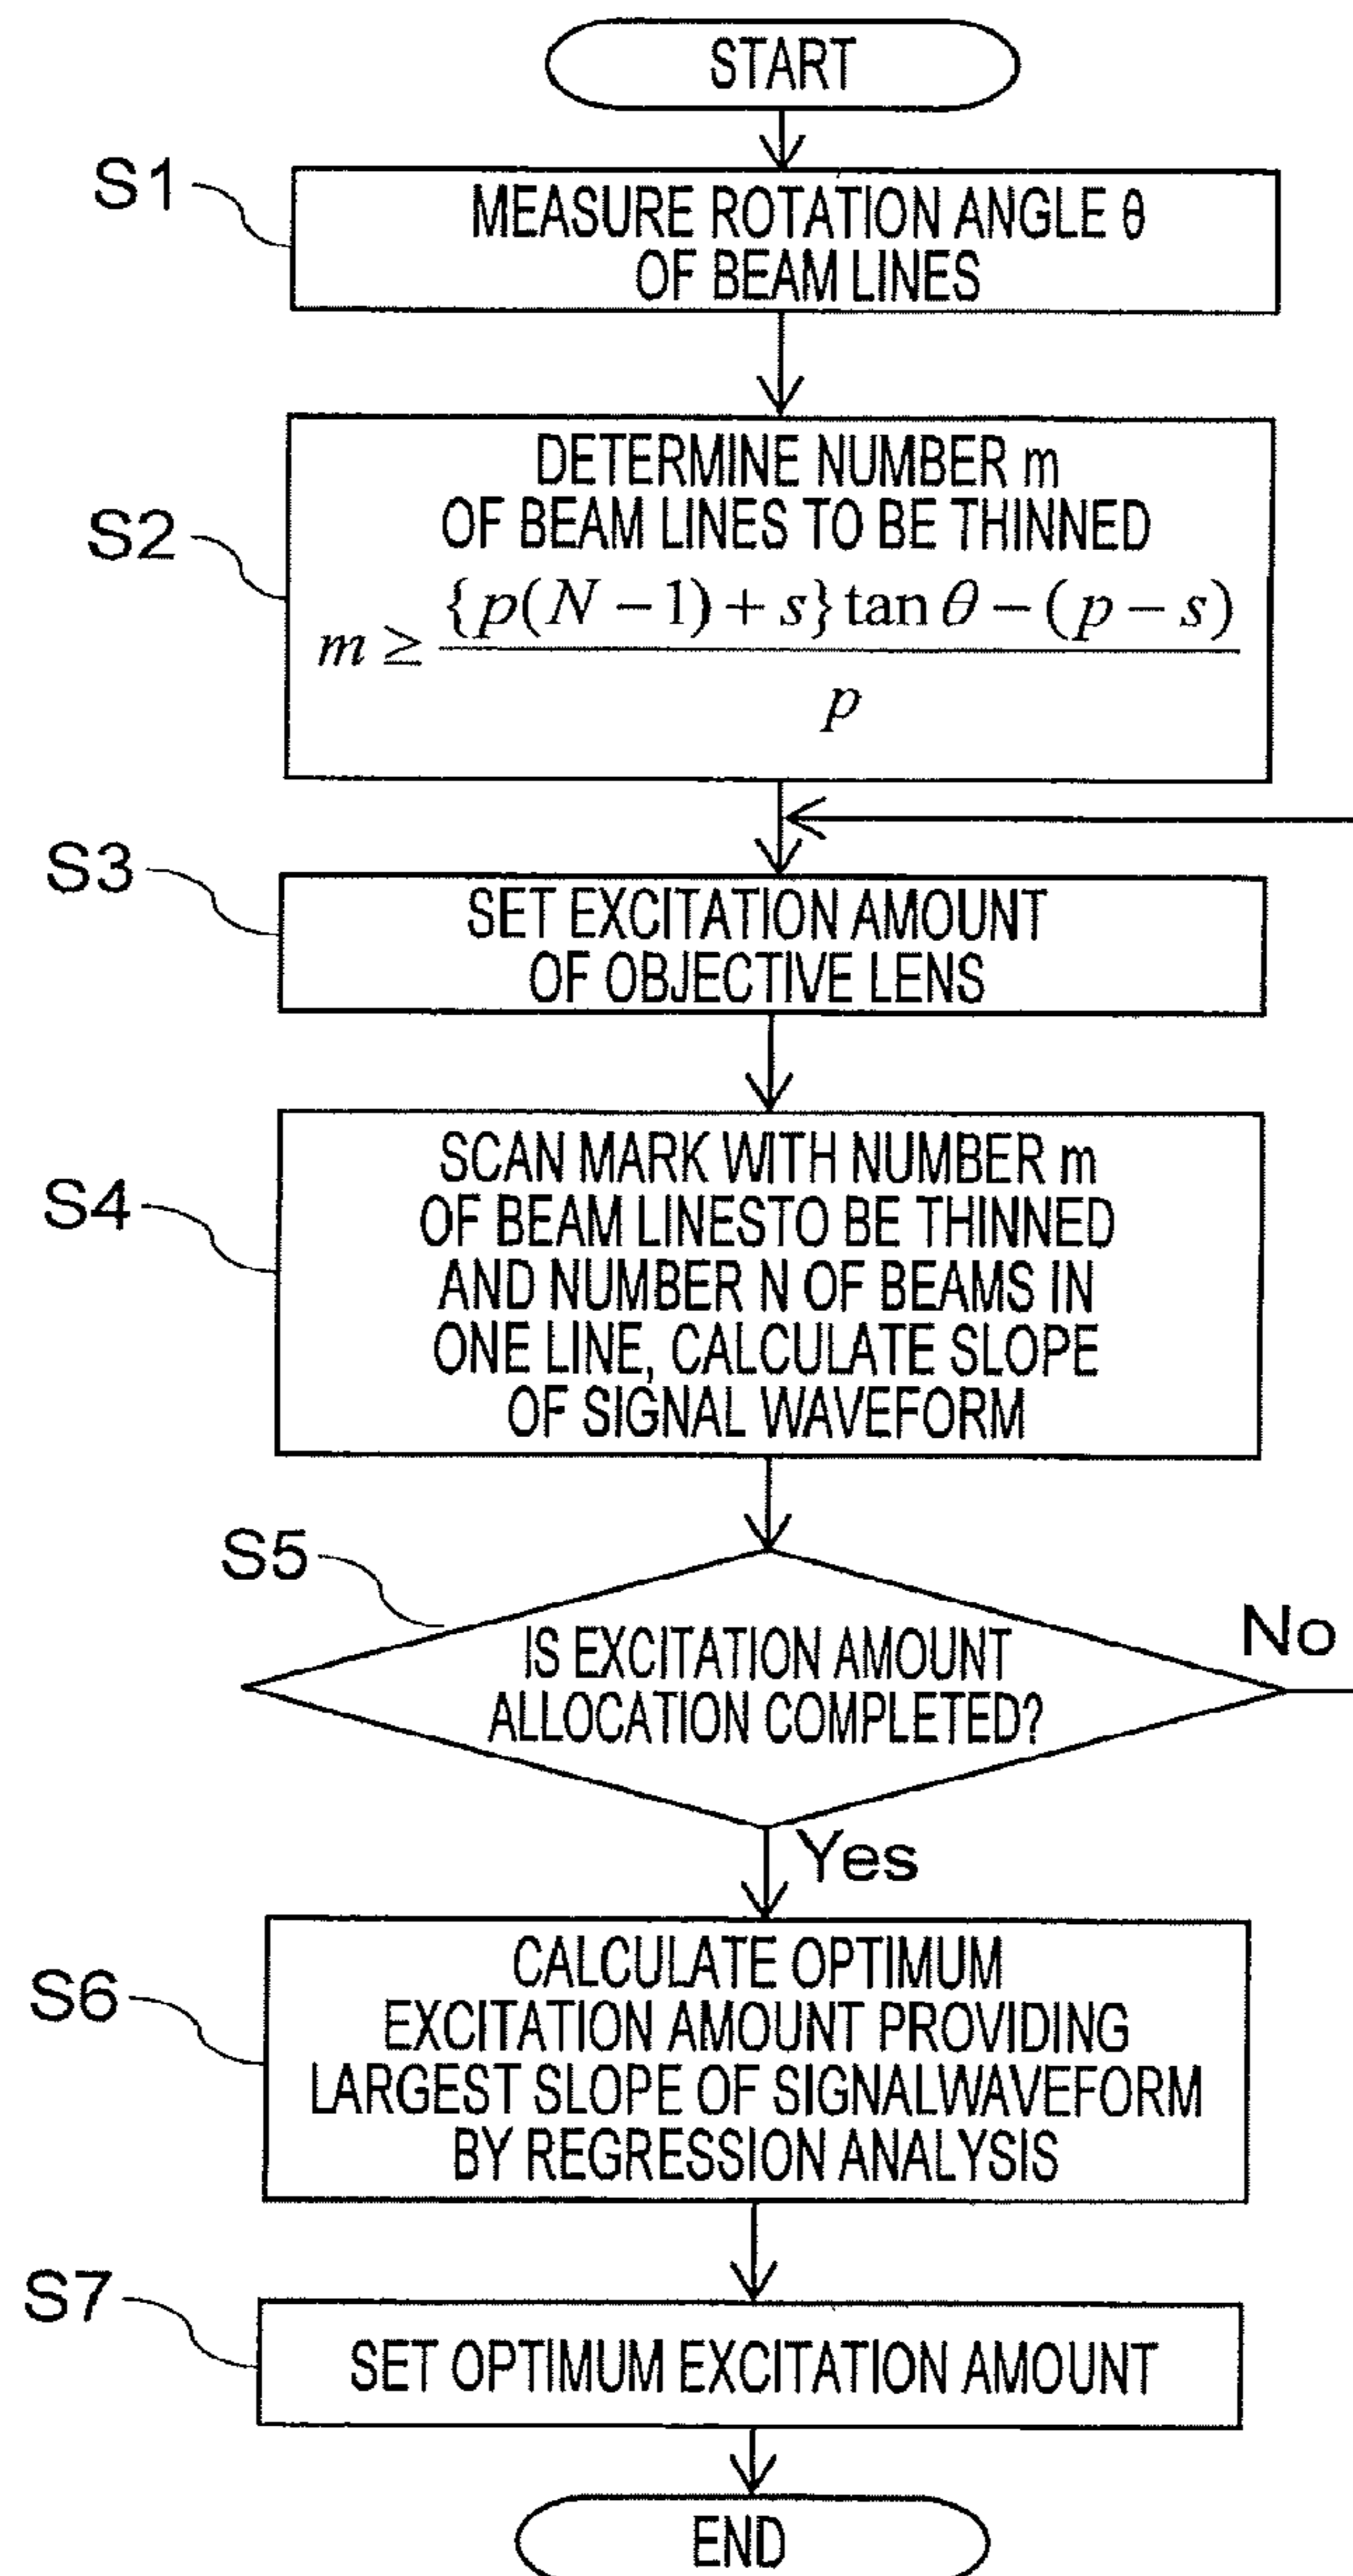 START
S1
MEASURE ROTATION ANGLE θ
OF BEAM LINES
S2
DETERMINE NUMBER m
OF BEAM LINES TO BE THINNED
m ≥ {p(N − 1) + s} tan θ − (p − s) / p
S3
SET EXCITATION AMOUNT
OF OBJECTIVE LENS
S4
SCAN MARK WITH NUMBER m
OF BEAM LINESTO BE THINNED
AND NUMBER N OF BEAMS IN
ONE LINE, CALCULATE SLOPE
OF SIGNAL WAVEFORM
S5
IS EXCITATION AMOUNT
ALLOCATION COMPLETED?
No
Yes
S6
CALCULATE OPTIMUM
EXCITATION AMOUNT PROVIDING
LARGEST SLOPE OF SIGNALWAVEFORM
BY REGRESSION ANALYSIS
S7
SET OPTIMUM EXCITATION AMOUNT
END